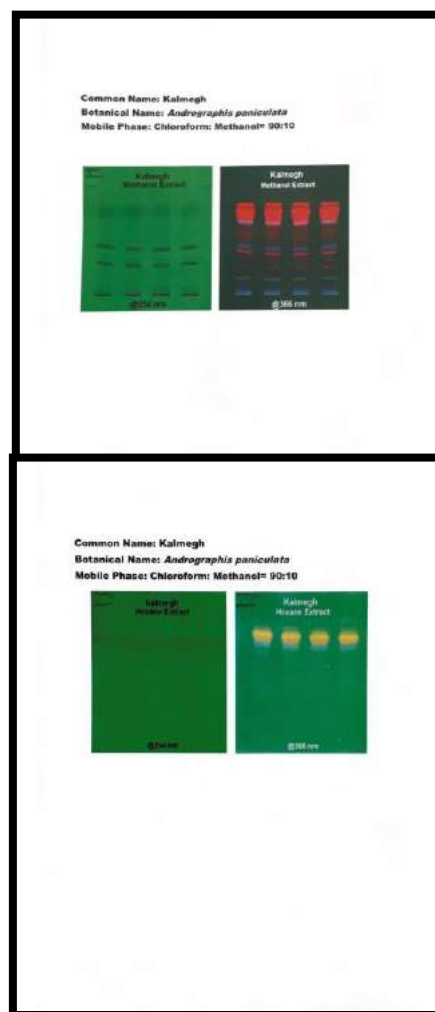 Common Name: Kalmegh
Botanical Name: Andrographis paniculata
Mobile Phase: Chloroform: Methanol= 90:10
Kalmegh
Methanol Extract
@254 nm
Kalmegh
Methanol Extract
@366 nm
Common Name: Kalmegh
Botanical Name: Andrographis paniculata
Mobile Phase: Chloroform: Methanol= 90:10
Kalmegh
Hexane Extract
@254 nm
Kalmegh
Hexane Extract
@366 nm